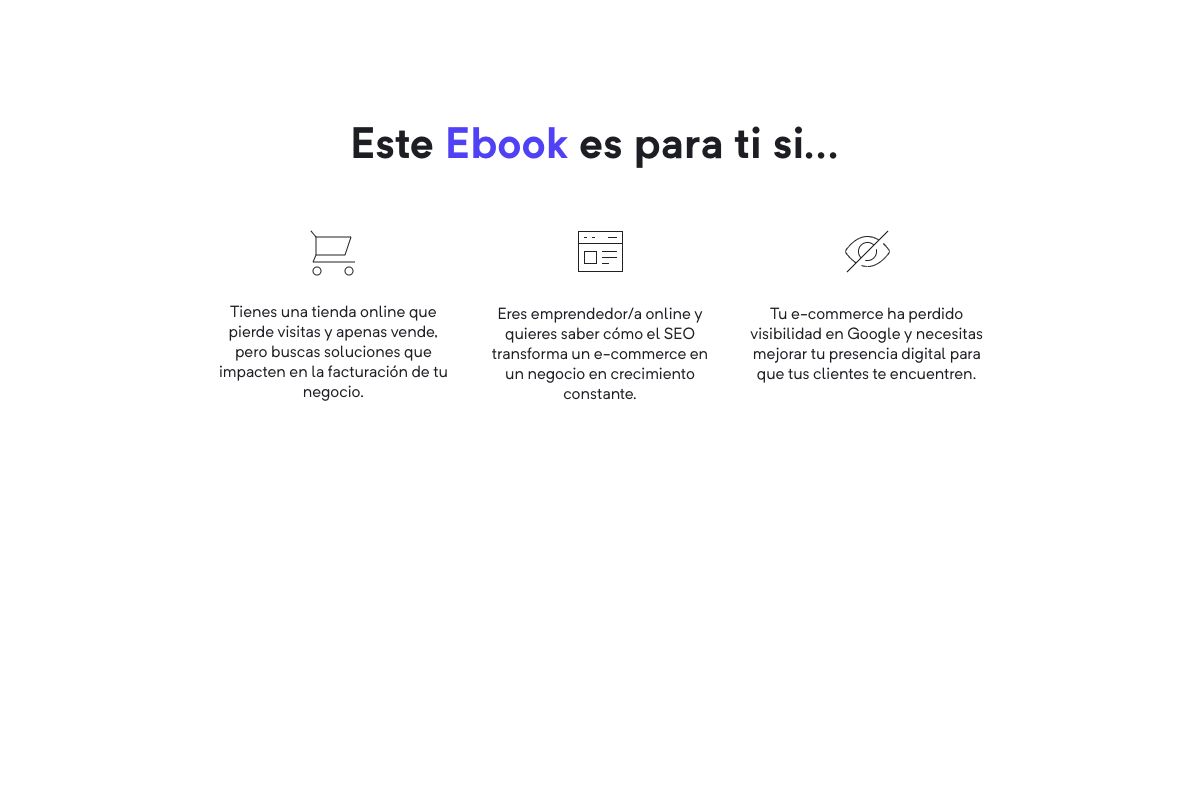 Este Ebook es para ti si...
Tienes una tienda online que
pierde visitas y apenas vende,
pero buscas soluciones que
impacten en la facturación de tu
negocio.
Eres emprendedor/a online y
quieres saber cómo el SEO
transforma un e-commerce en
un negocio en crecimiento
constante.
Tu e-commerce ha perdido
visibilidad en Google y necesitas
mejorar tu presencia digital para
que tus clientes te encuentren.